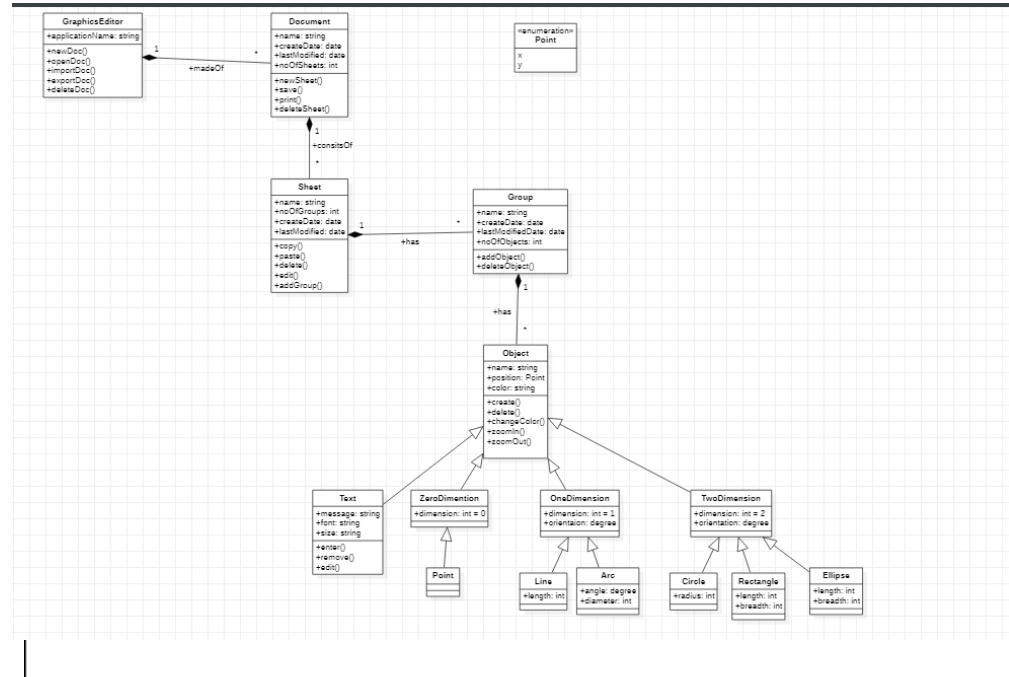 GraphicsEditor
+applicationName: string
+newDoc()
+openDoc()
+importDoc()
+exportDoc()
+deleteDoc()
1
*
+madeOf
Document
+name: string
+createDate: date
+lastModified: date
+noOfSheets: int
+newSheet()
+save()
+print()
+deleteSheet()
«enumeration»
Point
x
y
1
+consitsOf
*
Sheet
+name: string
+noOfGroups: int
+createDate: date
+lastModified: date
+copy()
+paste()
+delete()
+edit()
+addGroup()
1
*
+has
Group
+name: string
+createDate: date
+lastModifiedDate: date
+noOfObjects: int
+addObject()
+deleteObject()
1
+has
*
Object
+name: string
+position: Point
+color: string
+create()
+delete()
+changeColor()
+zoomIn()
+zoomOut()
Text
+message: string
+font: string
+size: string
+enter()
+remove()
+edit()
ZeroDimention
+dimension: int = 0
OneDimension
+dimension: int = 1
+orientaion: degree
TwoDimension
+dimension: int = 2
+orientation: degree
Point
Line
+length: int
Arc
+angle: degree
+diameter: int
Circle
+radius: int
Rectangle
+length: int
+breadth: int
Ellipse
+length: int
+breadth: int